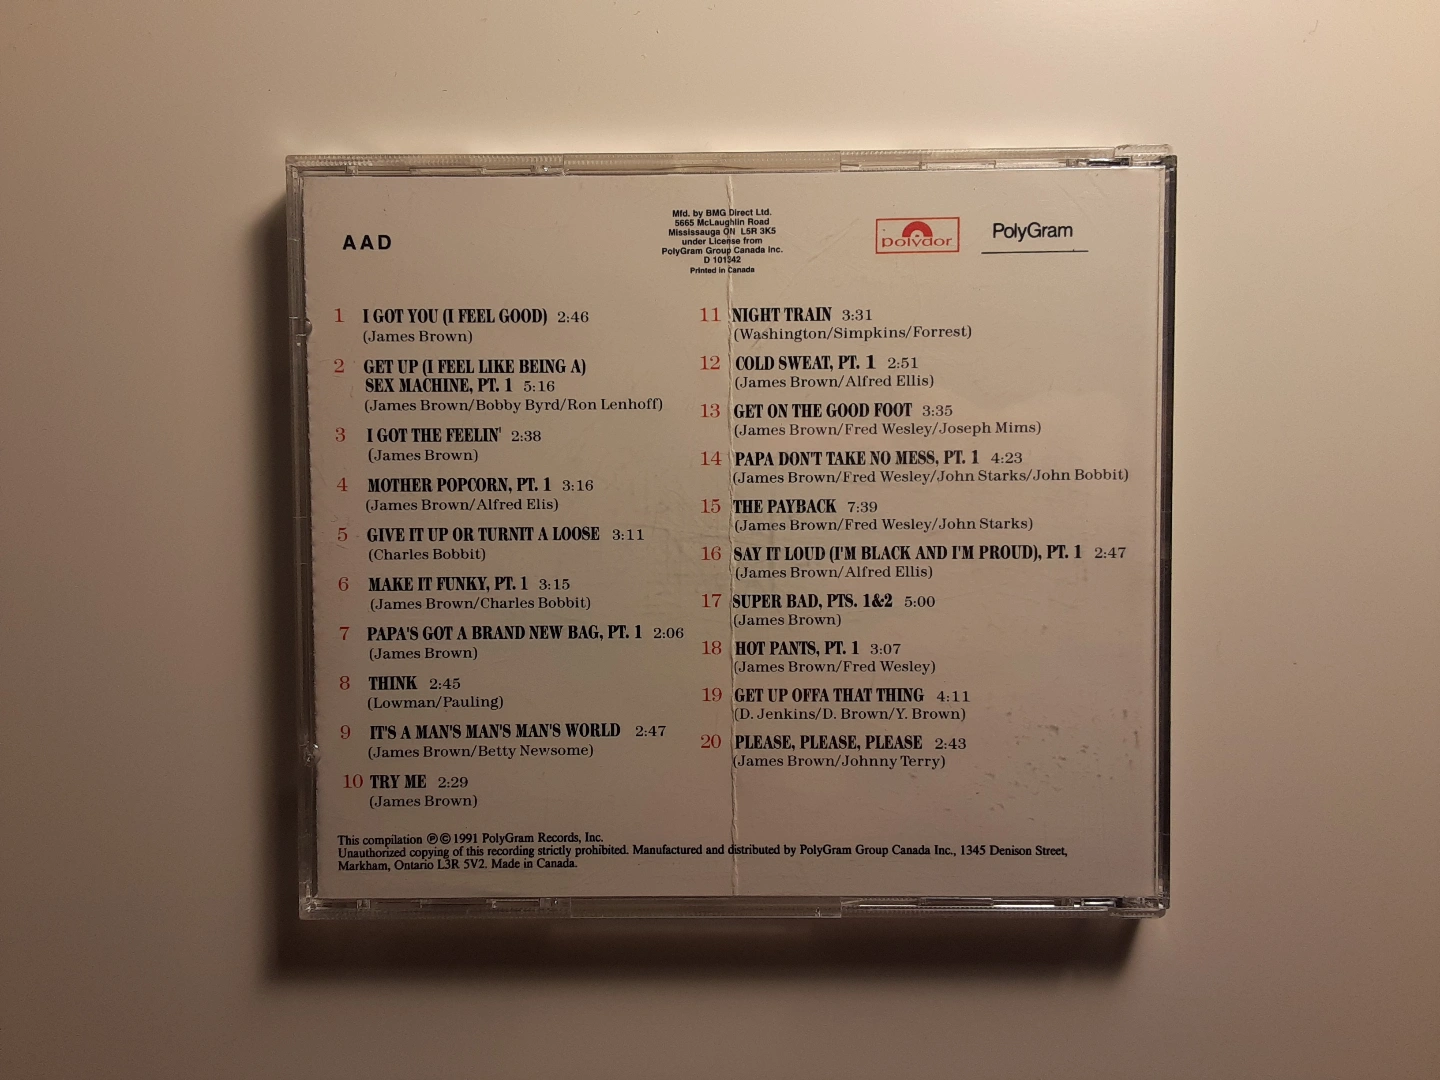 AAD
Mfd. by BMG Direct Ltd.
5665 McLaughlin Road
Mississauga ON L5R 3K5
under License from
PolyGram Group Canada Inc.
D 101342
Printed in Canada
polydor
PolyGram
1 I GOT YOU (I FEEL GOOD) 2:46
(James Brown)
2 GET UP (I FEEL LIKE BEING A)
SEX MACHINE, PT. 1 5:16
(James Brown/Bobby Byrd/Ron Lenhoff)
3 I GOT THE FEELIN' 2:38
(James Brown)
4 MOTHER POPCORN, PT. 1 3:16
(James Brown/Alfred Elis)
5 GIVE IT UP OR TURNIT A LOOSE 3:11
(Charles Bobbit)
6 MAKE IT FUNKY, PT. 1 3:15
(James Brown/Charles Bobbit)
7 PAPA'S GOT A BRAND NEW BAG, PT. 1 2:06
(James Brown)
8 THINK 2:45
(Lowman/Pauling)
9 IT'S A MAN'S MAN'S MAN'S WORLD 2:47
(James Brown/Betty Newsome)
10 TRY ME 2:29
(James Brown)
11 NIGHT TRAIN 3:31
(Washington/Simpkins/Forrest)
12 COLD SWEAT, PT. 1 2:51
(James Brown/Alfred Ellis)
13 GET ON THE GOOD FOOT 3:35
(James Brown/Fred Wesley/Joseph Mims)
14 PAPA DON'T TAKE NO MESS, PT. 1 4:23
(James Brown/Fred Wesley/John Starks/John Bobbit)
15 THE PAYBACK 7:39
(James Brown/Fred Wesley/John Starks)
16 SAY IT LOUD (I'M BLACK AND I'M PROUD), PT. 1 2:47
(James Brown/Alfred Ellis)
17 SUPER BAD, PTS. 1&2 5:00
(James Brown)
18 HOT PANTS, PT. 1 3:07
(James Brown/Fred Wesley)
19 GET UP OFFA THAT THING 4:11
(D. Jenkins/D. Brown/Y. Brown)
20 PLEASE, PLEASE, PLEASE 2:43
(James Brown/Johnny Terry)
This compilation ℗© 1991 PolyGram Records, Inc.
Unauthorized copying of this recording strictly prohibited. Manufactured and distributed by PolyGram Group Canada Inc., 1345 Denison Street,
Markham, Ontario L3R 5V2. Made in Canada.